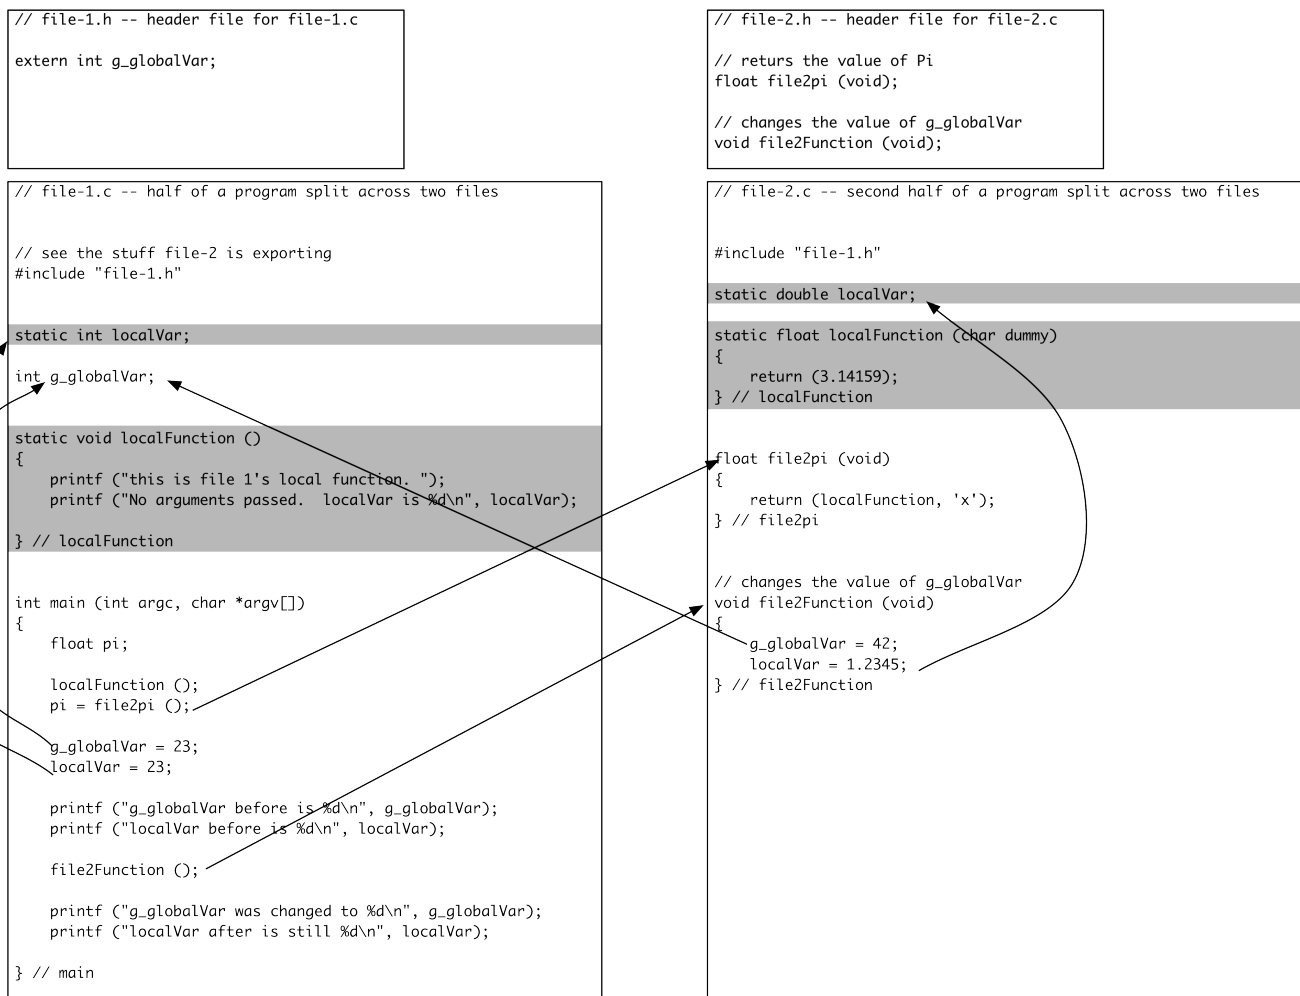 // file-1.h -- header file for file-1.c
extern int g_globalVar;
// file-2.h -- header file for file-2.c
// returs the value of Pi
float file2pi (void);
// changes the value of g_globalVar
void file2Function (void);
// file-1.c -- half of a program split across two files
// see the stuff file-2 is exporting
#include "file-1.h"
static int localVar;
int g_globalVar;
static void localFunction ()
{
    printf ("this is file 1's local function. ");
    printf ("No arguments passed.  localVar is %d\n", localVar);
} // localFunction
int main (int argc, char *argv[])
{
    float pi;
    localFunction ();
    pi = file2pi ();
    g_globalVar = 23;
    localVar = 23;
    printf ("g_globalVar before is %d\n", g_globalVar);
    printf ("localVar before is %d\n", localVar);
    file2Function ();
    printf ("g_globalVar was changed to %d\n", g_globalVar);
    printf ("localVar after is still %d\n", localVar);
} // main
// file-2.c -- second half of a program split across two files
#include "file-1.h"
static double localVar;
static float localFunction (char dummy)
{
    return (3.14159);
} // localFunction
float file2pi (void)
{
    return (localFunction, 'x');
} // file2pi
// changes the value of g_globalVar
void file2Function (void)
{
    g_globalVar = 42;
    localVar = 1.2345;
} // file2Function